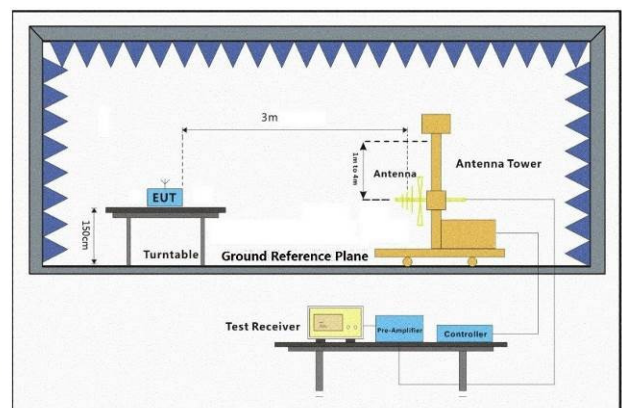 3m
1m to 4m
Antenna
Antenna Tower
EUT
150cm
Turntable
Ground Reference Plane
Test Receiver
Pre-Amplifier
Controller